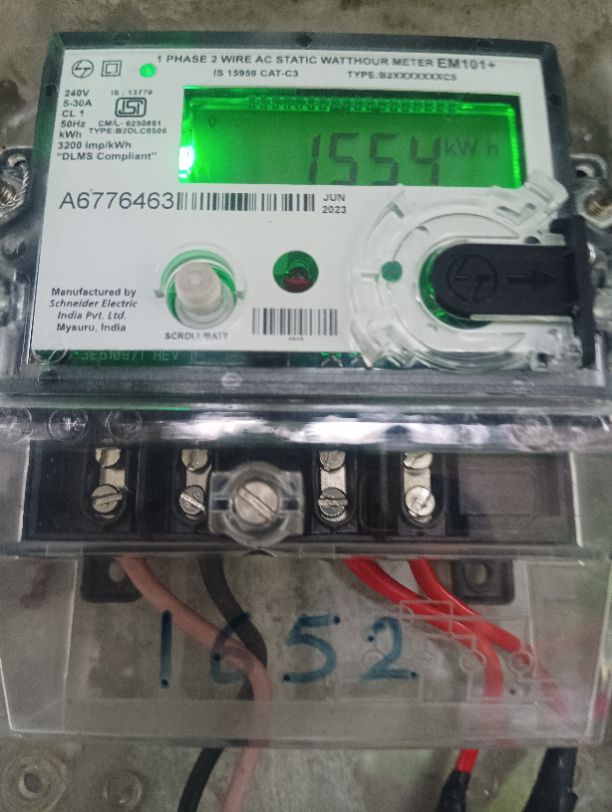 1 PHASE 2 WIRE AC STATIC WATTHOUR METER EM101+
IS 15959 CAT-C3 TYPE:B2XXXXXXXC5
240V IS : 13779
5-30A
CL 1
50Hz CM/L- 6250651
kWh TYPE:B2DLC6505
3200 imp/kWh
"DLMS Compliant"
1554 kWh
A6776463
JUN
2023
Manufactured by
Schneider Electric
India Pvt. Ltd.
Mysuru, India
SCROLL/BATT
1652